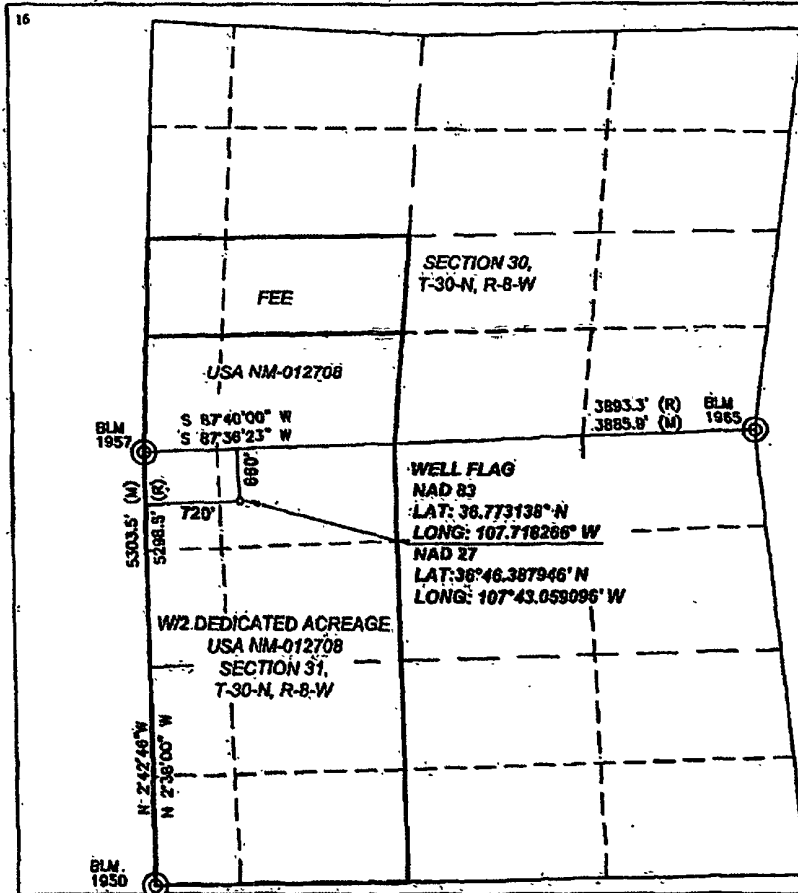 16
SECTION 30,
T-30-N, R-8-W
FEE
USA NM-012708
BLM
1957
S 87°40'00" W
S 87°36'23" W
3893.3' (R)
3885.8' (M)
BLM
1965
660'
720'
5303.5' (M)
5298.5' (R)
WELL FLAG
NAD 83
LAT: 36.773138° N
LONG: 107.718266° W
NAD 27
LAT:36°46.387946' N
LONG: 107°43.059096' W
W/2 DEDICATED ACREAGE
USA NM-012708
SECTION 31,
T-30-N, R-8-W
N 2°42'46" W
N 2°38'00" W
BLM
1950